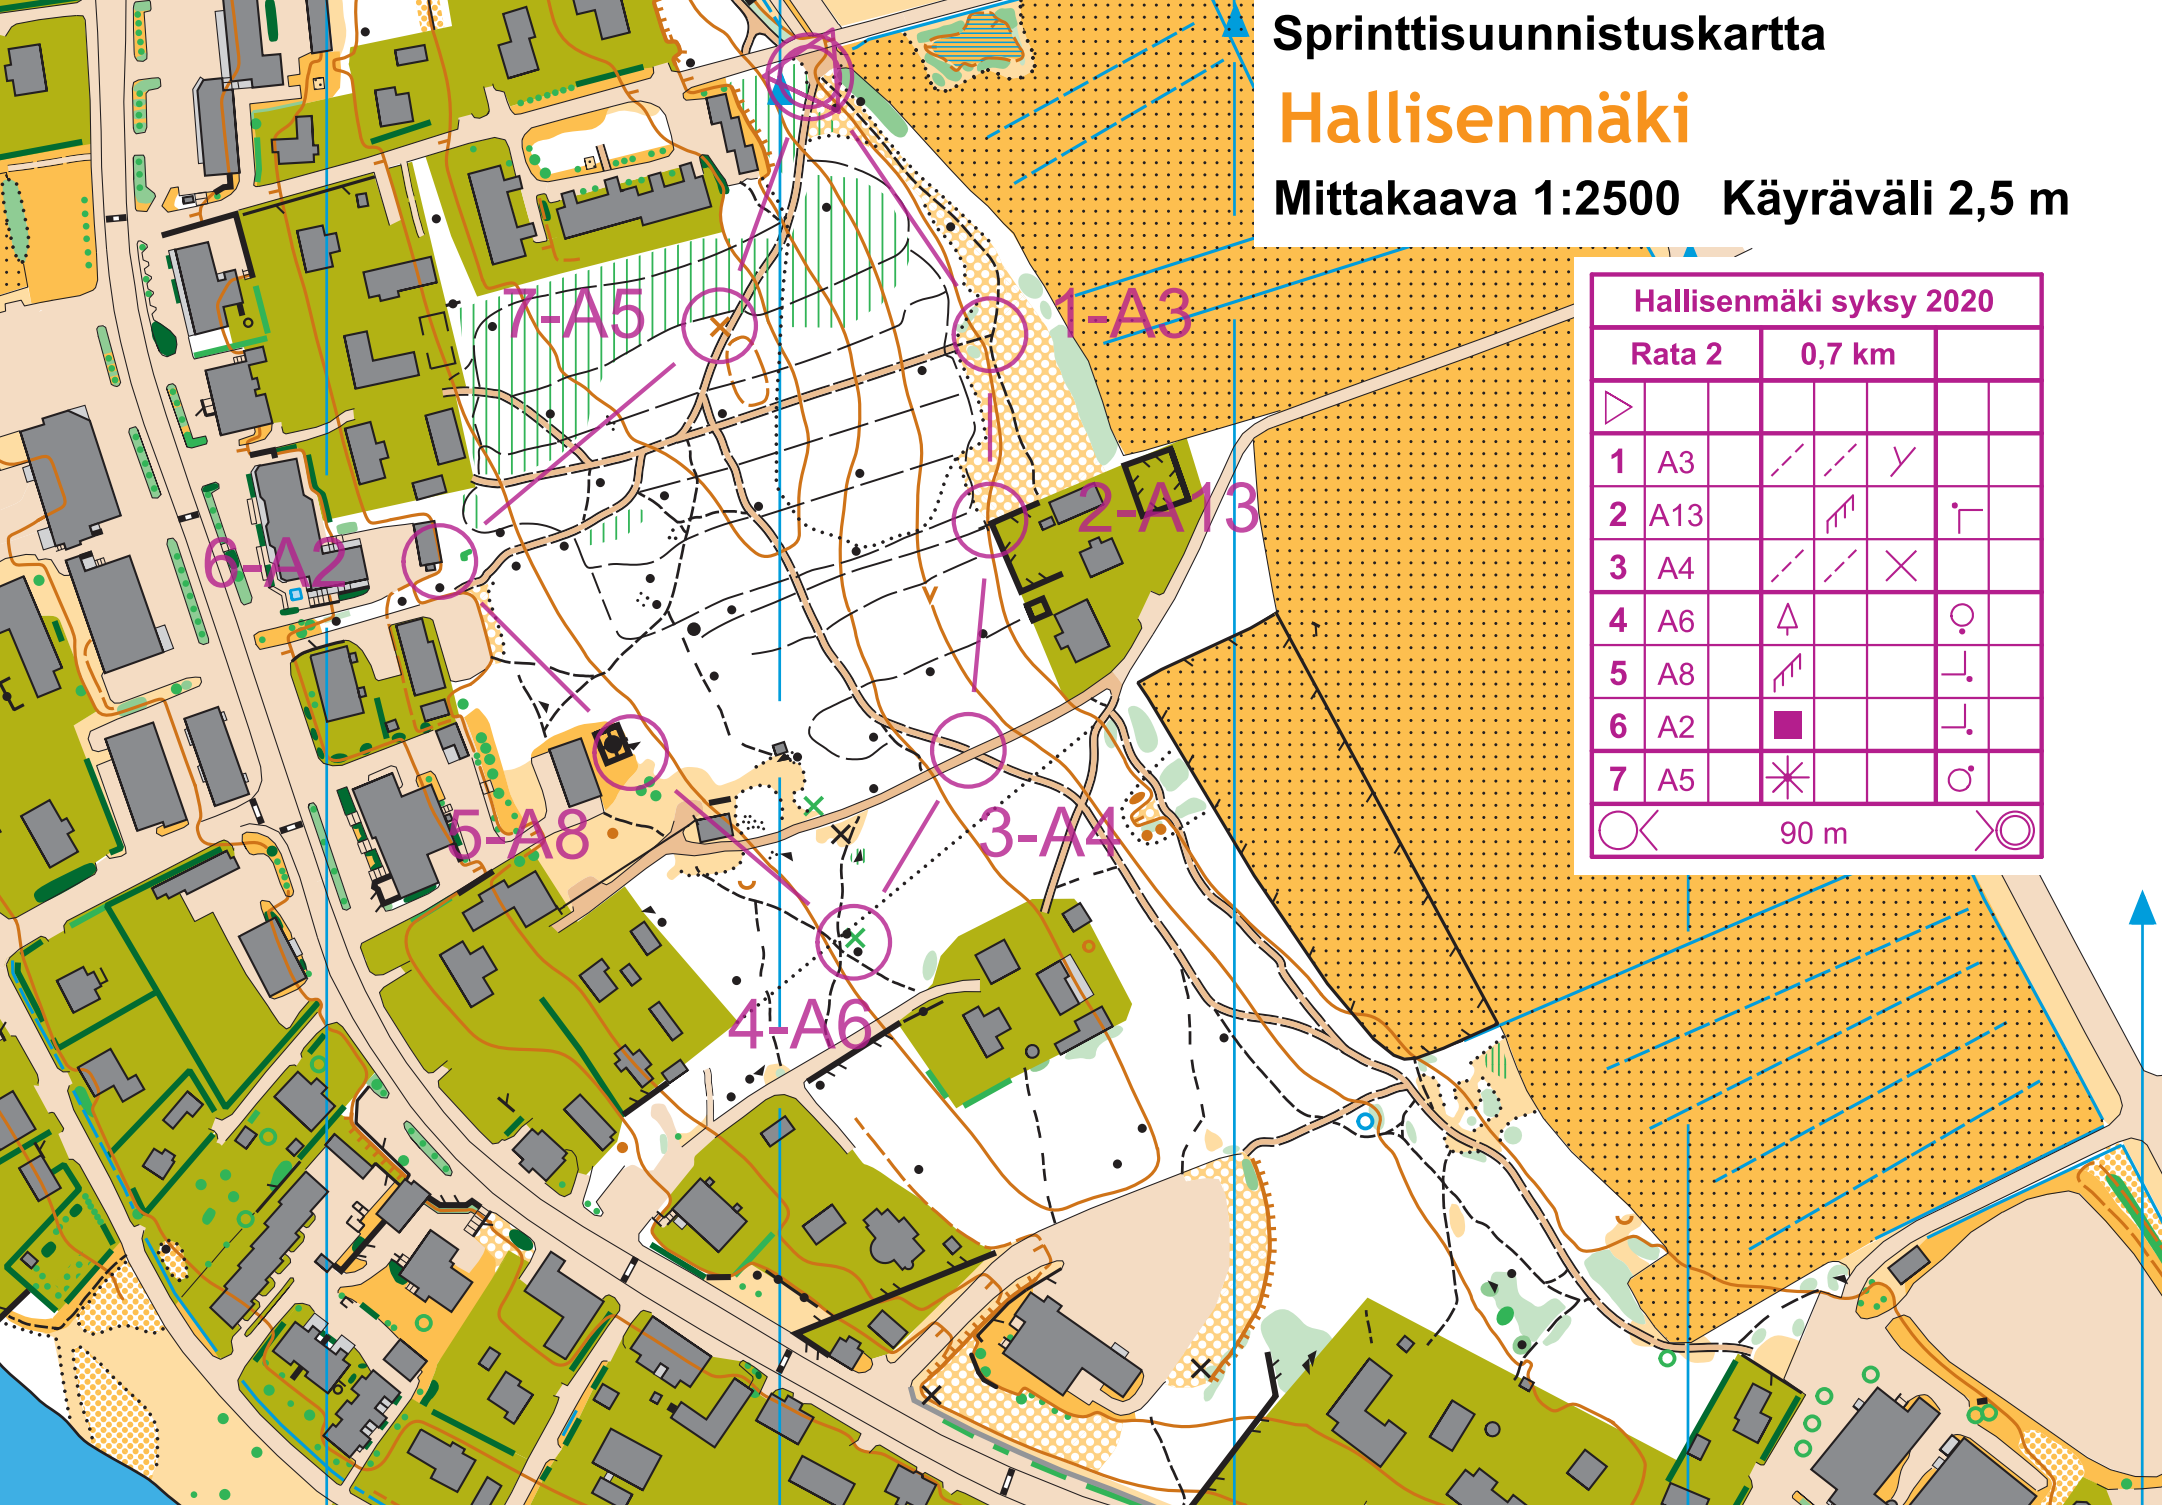 Sprinttisuunnistuskartta
Hallisenmäki
Mittakaava 1:2500 Käyräväli 2,5 m
Hallisenmäki syksy 2020
Rata 2 0,7 km
1 A3
2 A13
3 A4
4 A6
5 A8
6 A2
7 A5
90 m
7-A5
1-A3
2-A13
6-A2
5-A8
3-A4
4-A6